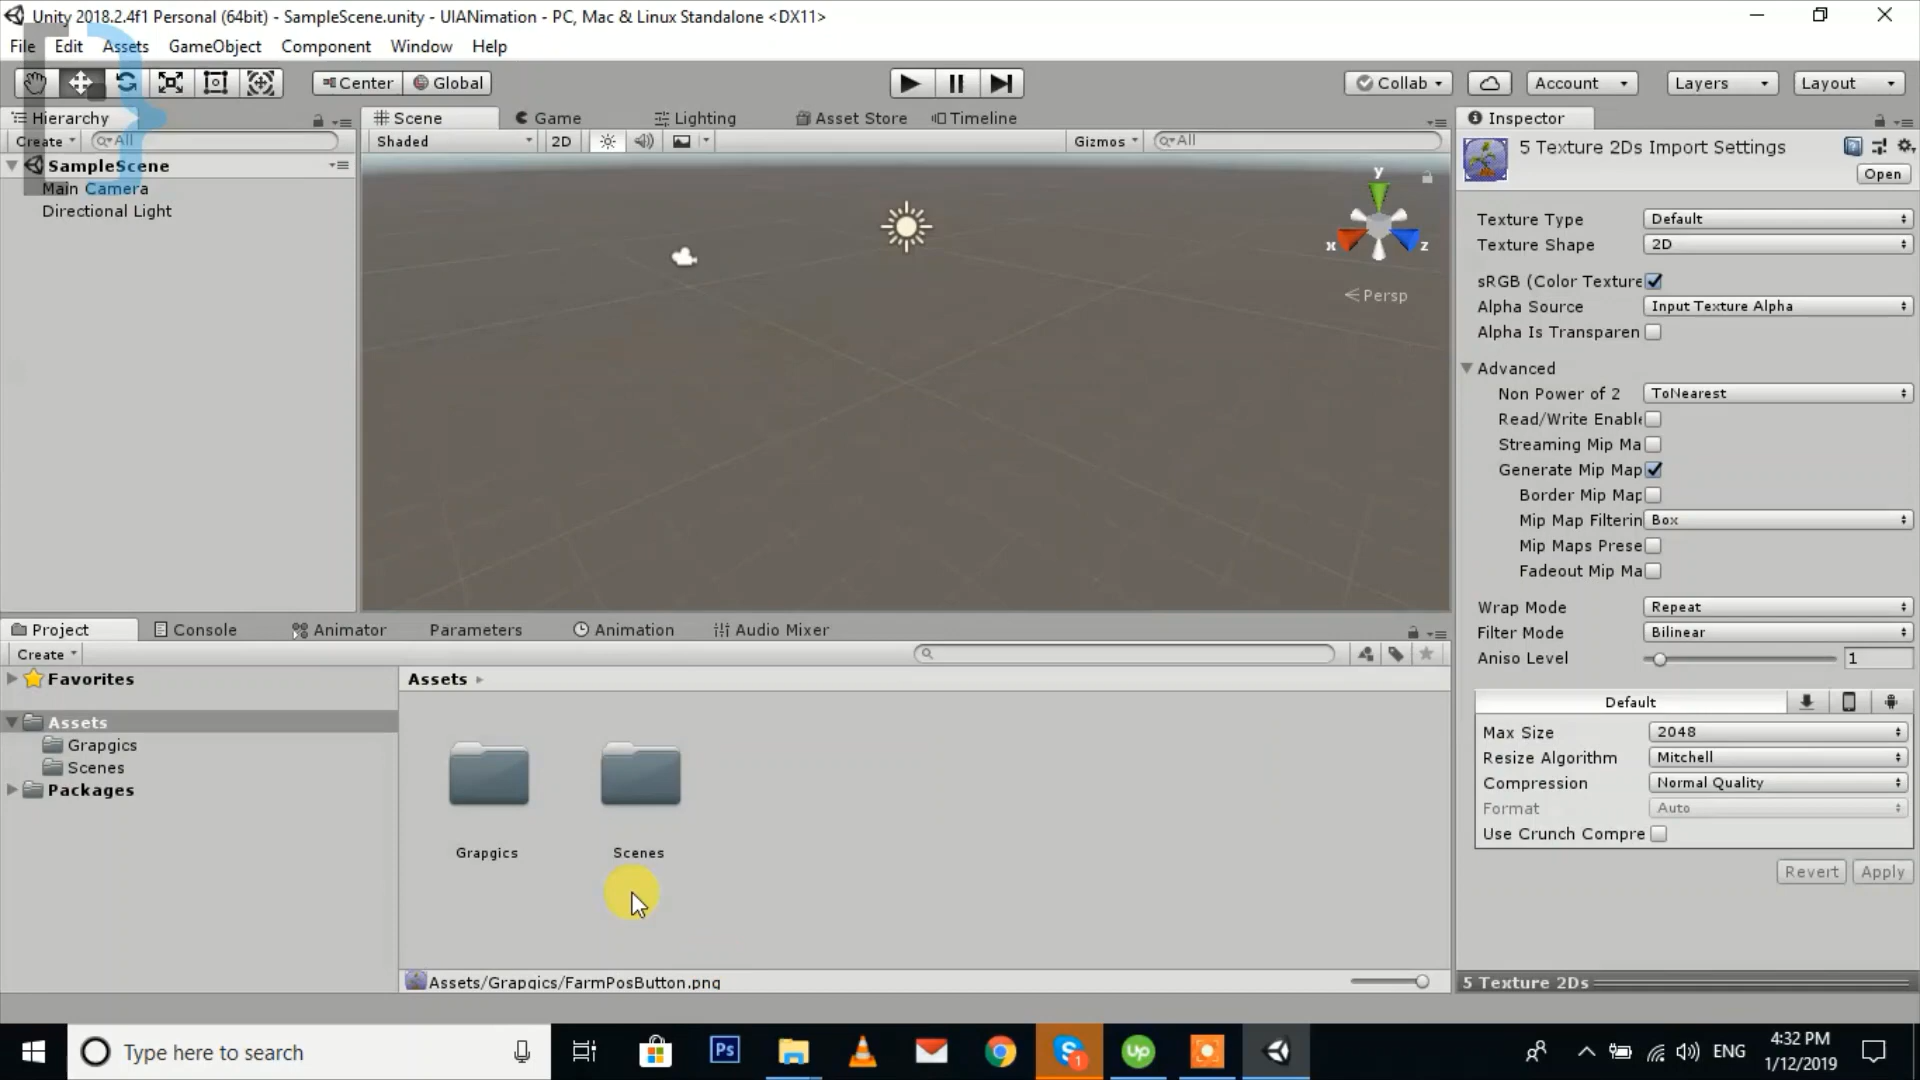 Unity 2018.2.4f1 Personal (64bit) - SampleScene.unity - UIANimation - PC, Mac & Linux Standalone <DX11>
File Edit Assets GameObject Component Window Help
Center Global Collab Account Layers Layout
Hierarchy
Create All
SampleScene
Main Camera
Directional Light
Scene Game Lighting Asset Store Timeline
Shaded 2D Gizmos All
y
x z
Persp
Inspector
5 Texture 2Ds Import Settings
Open
Texture Type Default
Texture Shape 2D
sRGB (Color Texture
Alpha Source Input Texture Alpha
Alpha Is Transparen
Advanced
Non Power of 2 ToNearest
Read/Write Enable
Streaming Mip Ma
Generate Mip Map
Border Mip Map
Mip Map Filterin Box
Mip Maps Prese
Fadeout Mip Ma
Wrap Mode Repeat
Filter Mode Bilinear
Aniso Level 1
Default
Max Size 2048
Resize Algorithm Mitchell
Compression Normal Quality
Format Auto
Use Crunch Compre
Revert Apply
5 Texture 2Ds
Project Console Animator Parameters Animation Audio Mixer
Create
Favorites
Assets
Grapgics
Scenes
Packages
Assets
Grapgics Scenes
Assets/Grapgics/FarmPosButton.png
Type here to search
Ps
S 1
up
ENG
4:32 PM
1/12/2019